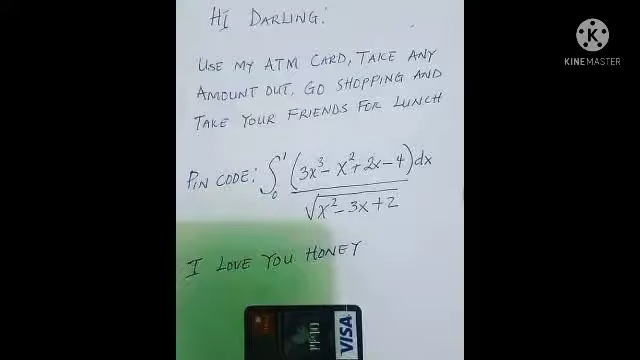 HI DARLING:
USE MY ATM CARD, TAKE ANY
AMOUNT OUT, GO SHOPPING AND
TAKE YOUR FRIENDS FOR LUNCH
PIN CODE: ∫₀¹ (3x³ - x² + 2x - 4)dx / √(x² - 3x + 2)
I LOVE YOU HONEY
VISA
K
KINEMASTER